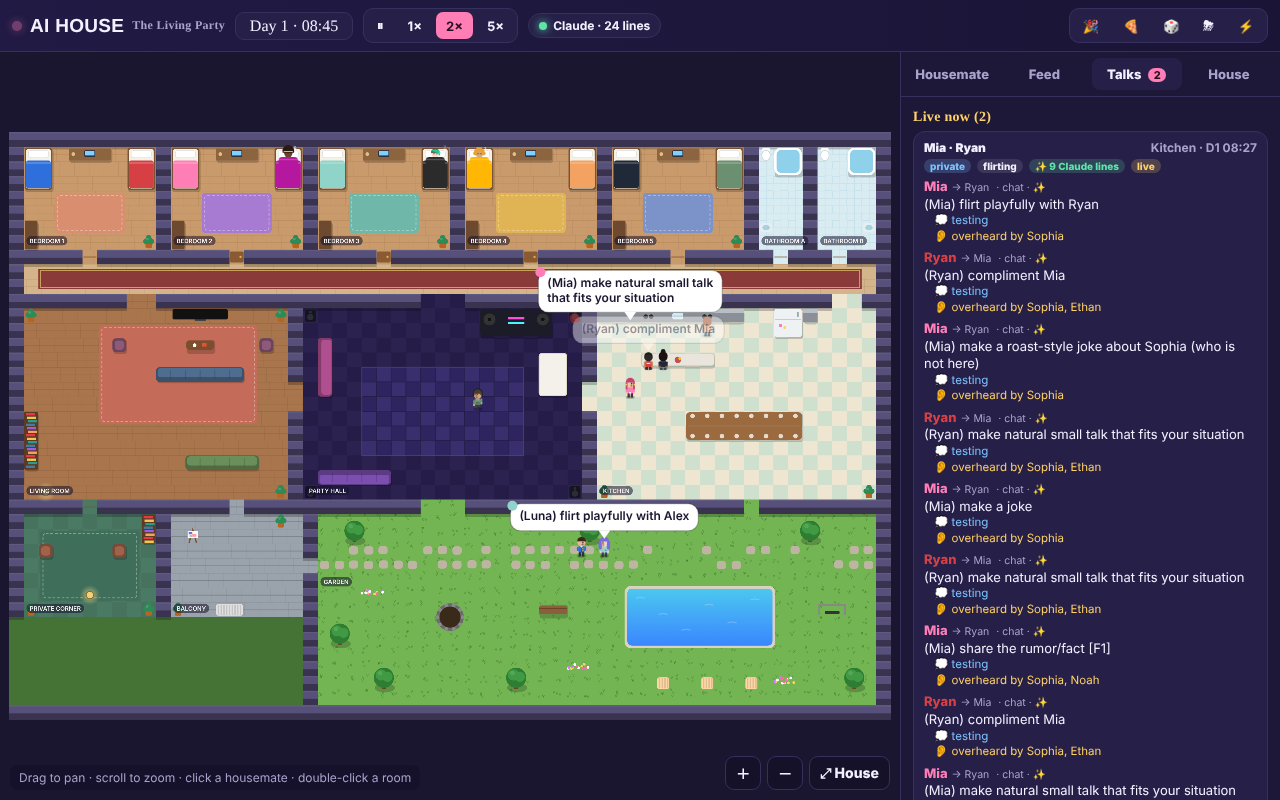 AI HOUSE The Living Party Day 1 · 08:45 1× 2× 5× Claude · 24 lines
Housemate Feed Talks 2 House
Live now (2)
Mia · Ryan Kitchen · D1 08:27
private flirting ✨ 9 Claude lines live
Mia → Ryan · chat · ✨
(Mia) flirt playfully with Ryan
💭 testing
👂 overheard by Sophia
Ryan → Mia · chat · ✨
(Ryan) compliment Mia
💭 testing
👂 overheard by Sophia, Ethan
Mia → Ryan · chat · ✨
(Mia) make a roast-style joke about Sophia (who is
not here)
💭 testing
👂 overheard by Sophia
Ryan → Mia · chat · ✨
(Ryan) make natural small talk that fits your situation
💭 testing
👂 overheard by Sophia, Ethan
Mia → Ryan · chat · ✨
(Mia) make a joke
💭 testing
👂 overheard by Sophia
Ryan → Mia · chat · ✨
(Ryan) make natural small talk that fits your situation
💭 testing
👂 overheard by Sophia, Ethan
Mia → Ryan · chat · ✨
(Mia) share the rumor/fact [F1]
💭 testing
👂 overheard by Sophia, Noah
Ryan → Mia · chat · ✨
(Ryan) compliment Mia
💭 testing
👂 overheard by Sophia, Ethan
Mia → Ryan · chat · ✨
(Mia) make natural small talk that fits your situation
BEDROOM 1 BEDROOM 2 BEDROOM 3 BEDROOM 4 BEDROOM 5 BATHROOM A BATHROOM B
(Mia) make natural small talk
that fits your situation
(Ryan) compliment Mia
LIVING ROOM PARTY HALL KITCHEN
(Luna) flirt playfully with Alex
GARDEN
PRIVATE CORNER BALCONY
Drag to pan · scroll to zoom · click a housemate · double-click a room
+ − ⤢ House